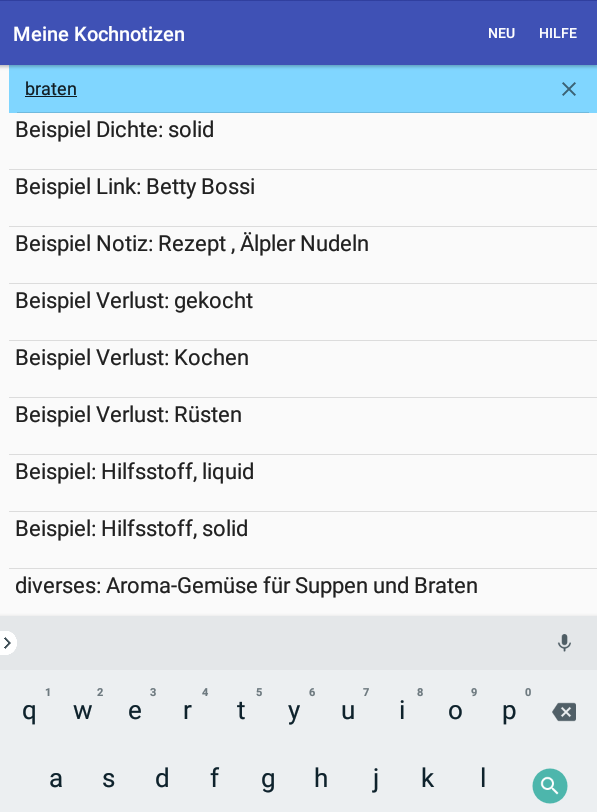 Meine Kochnotizen NEU HILFE
braten
Beispiel Dichte: solid
Beispiel Link: Betty Bossi
Beispiel Notiz: Rezept , Älpler Nudeln
Beispiel Verlust: gekocht
Beispiel Verlust: Kochen
Beispiel Verlust: Rüsten
Beispiel: Hilfsstoff, liquid
Beispiel: Hilfsstoff, solid
diverses: Aroma-Gemüse für Suppen und Braten
1 2 3 4 5 6 7 8 9 0
q w e r t y u i o p
a s d f g h j k l